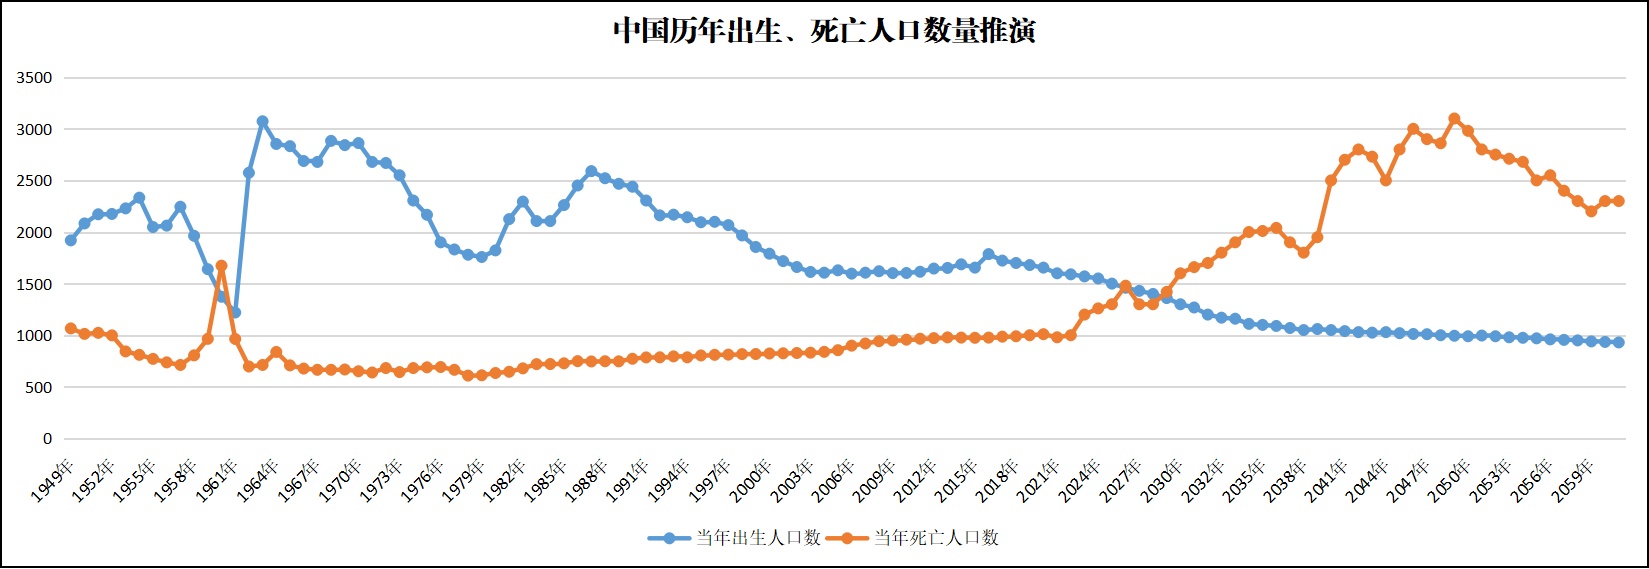 中国历年出生、死亡人口数量推演
3500
3000
2500
2000
1500
1000
500
0
1949年
1952年
1955年
1958年
1961年
1964年
1967年
1970年
1973年
1976年
1979年
1982年
1985年
1988年
1991年
1994年
1997年
2000年
2003年
2006年
2009年
2012年
2015年
2018年
2021年
2024年
2027年
2030年
2032年
2035年
2038年
2041年
2044年
2047年
2050年
2053年
2056年
2059年
当年出生人口数 当年死亡人口数